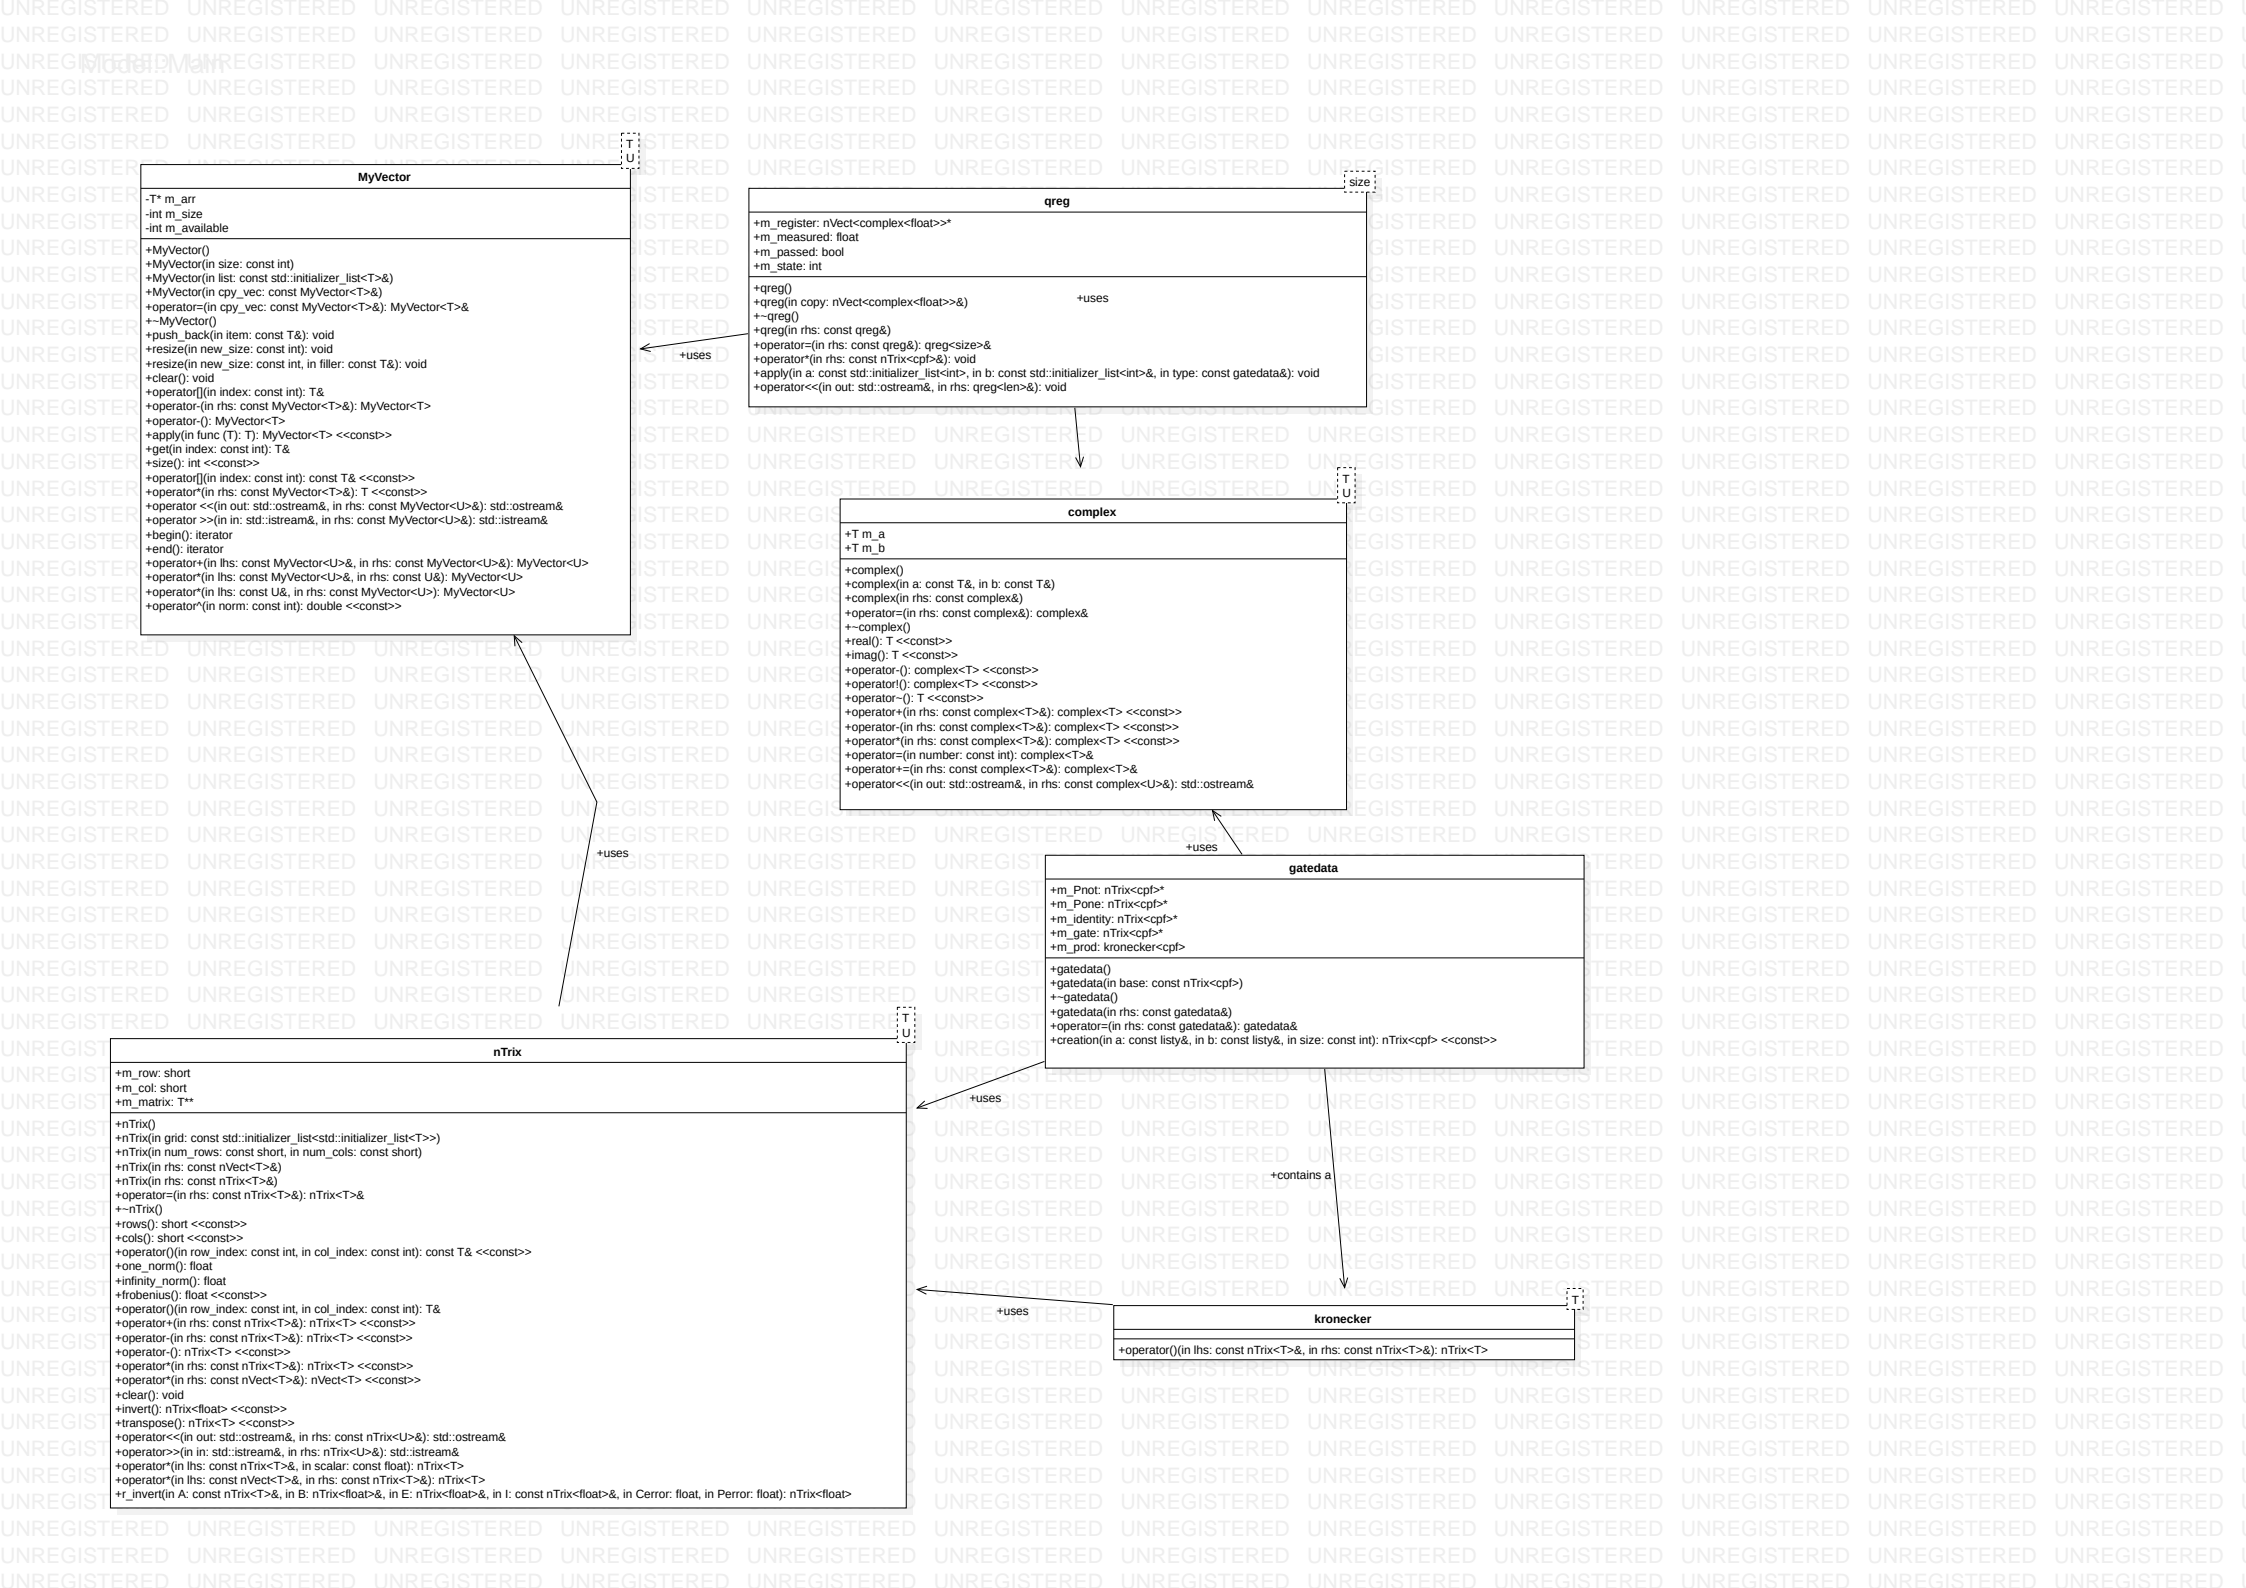 Model::Main
T
U
MyVector
-T* m_arr
-int m_size
-int m_available
+MyVector()
+MyVector(in size: const int)
+MyVector(in list: const std::initializer_list<T>&)
+MyVector(in cpy_vec: const MyVector<T>&)
+operator=(in cpy_vec: const MyVector<T>&): MyVector<T>&
+~MyVector()
+push_back(in item: const T&): void
+resize(in new_size: const int): void
+resize(in new_size: const int, in filler: const T&): void
+clear(): void
+operator[](in index: const int): T&
+operator-(in rhs: const MyVector<T>&): MyVector<T>
+operator-(): MyVector<T>
+apply(in func (T): T): MyVector<T> <<const>>
+get(in index: const int): T&
+size(): int <<const>>
+operator[](in index: const int): const T& <<const>>
+operator*(in rhs: const MyVector<T>&): T <<const>>
+operator <<(in out: std::ostream&, in rhs: const MyVector<U>&): std::ostream&
+operator >>(in in: std::istream&, in rhs: const MyVector<U>&): std::istream&
+begin(): iterator
+end(): iterator
+operator+(in lhs: const MyVector<U>&, in rhs: const MyVector<U>&): MyVector<U>
+operator*(in lhs: const MyVector<U>&, in rhs: const U&): MyVector<U>
+operator*(in lhs: const U&, in rhs: const MyVector<U>): MyVector<U>
+operator^(in norm: const int): double <<const>>
size
qreg
+m_register: nVect<complex<float>>*
+m_measured: float
+m_passed: bool
+m_state: int
+qreg()
+qreg(in copy: nVect<complex<float>>&)
+~qreg()
+qreg(in rhs: const qreg&)
+operator=(in rhs: const qreg&): qreg<size>&
+operator*(in rhs: const nTrix<cpf>&): void
+apply(in a: const std::initializer_list<int>, in b: const std::initializer_list<int>&, in type: const gatedata&): void
+operator<<(in out: std::ostream&, in rhs: qreg<len>&): void
+uses
+uses
T
U
complex
+T m_a
+T m_b
+complex()
+complex(in a: const T&, in b: const T&)
+complex(in rhs: const complex&)
+operator=(in rhs: const complex&): complex&
+~complex()
+real(): T <<const>>
+imag(): T <<const>>
+operator-(): complex<T> <<const>>
+operator!(): complex<T> <<const>>
+operator~(): T <<const>>
+operator+(in rhs: const complex<T>&): complex<T> <<const>>
+operator-(in rhs: const complex<T>&): complex<T> <<const>>
+operator*(in rhs: const complex<T>&): complex<T> <<const>>
+operator=(in number: const int): complex<T>&
+operator+=(in rhs: const complex<T>&): complex<T>&
+operator<<(in out: std::ostream&, in rhs: const complex<U>&): std::ostream&
+uses
+uses
gatedata
+m_Pnot: nTrix<cpf>*
+m_Pone: nTrix<cpf>*
+m_identity: nTrix<cpf>*
+m_gate: nTrix<cpf>*
+m_prod: kronecker<cpf>
+gatedata()
+gatedata(in base: const nTrix<cpf>)
+~gatedata()
+gatedata(in rhs: const gatedata&)
+operator=(in rhs: const gatedata&): gatedata&
+creation(in a: const listy&, in b: const listy&, in size: const int): nTrix<cpf> <<const>>
+uses
+contains a
T
U
nTrix
+m_row: short
+m_col: short
+m_matrix: T**
+nTrix()
+nTrix(in grid: const std::initializer_list<std::initializer_list<T>>)
+nTrix(in num_rows: const short, in num_cols: const short)
+nTrix(in rhs: const nVect<T>&)
+nTrix(in rhs: const nTrix<T>&)
+operator=(in rhs: const nTrix<T>&): nTrix<T>&
+~nTrix()
+rows(): short <<const>>
+cols(): short <<const>>
+operator()(in row_index: const int, in col_index: const int): const T& <<const>>
+one_norm(): float
+infinity_norm(): float
+frobenius(): float <<const>>
+operator()(in row_index: const int, in col_index: const int): T&
+operator+(in rhs: const nTrix<T>&): nTrix<T> <<const>>
+operator-(in rhs: const nTrix<T>&): nTrix<T> <<const>>
+operator-(): nTrix<T> <<const>>
+operator*(in rhs: const nTrix<T>&): nTrix<T> <<const>>
+operator*(in rhs: const nVect<T>&): nVect<T> <<const>>
+clear(): void
+invert(): nTrix<float> <<const>>
+transpose(): nTrix<T> <<const>>
+operator<<(in out: std::ostream&, in rhs: const nTrix<U>&): std::ostream&
+operator>>(in in: std::istream&, in rhs: nTrix<U>&): std::istream&
+operator*(in lhs: const nTrix<T>&, in scalar: const float): nTrix<T>
+operator*(in lhs: const nVect<T>&, in rhs: const nTrix<T>&): nTrix<T>
+r_invert(in A: const nTrix<T>&, in B: nTrix<float>&, in E: nTrix<float>&, in I: const nTrix<float>&, in Cerror: float, in Perror: float): nTrix<float>
+uses
T
kronecker
+operator()(in lhs: const nTrix<T>&, in rhs: const nTrix<T>&): nTrix<T>
UNREGISTERED